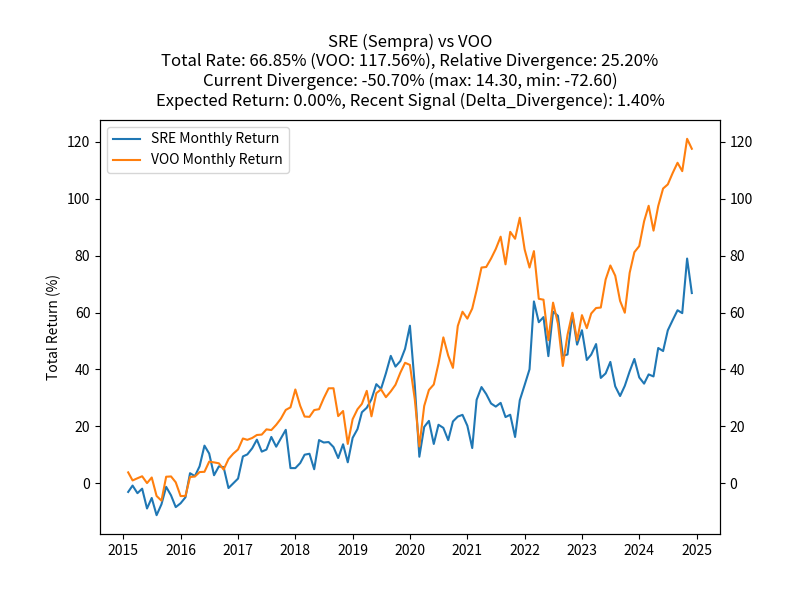 SRE (Sempra) vs VOO
Total Rate: 66.85% (VOO: 117.56%), Relative Divergence: 25.20%
Current Divergence: -50.70% (max: 14.30, min: -72.60)
Expected Return: 0.00%, Recent Signal (Delta_Divergence): 1.40%
SRE Monthly Return
VOO Monthly Return
Total Return (%)
120
100
80
60
40
20
0
120
100
80
60
40
20
0
2015 2016 2017 2018 2019 2020 2021 2022 2023 2024 2025